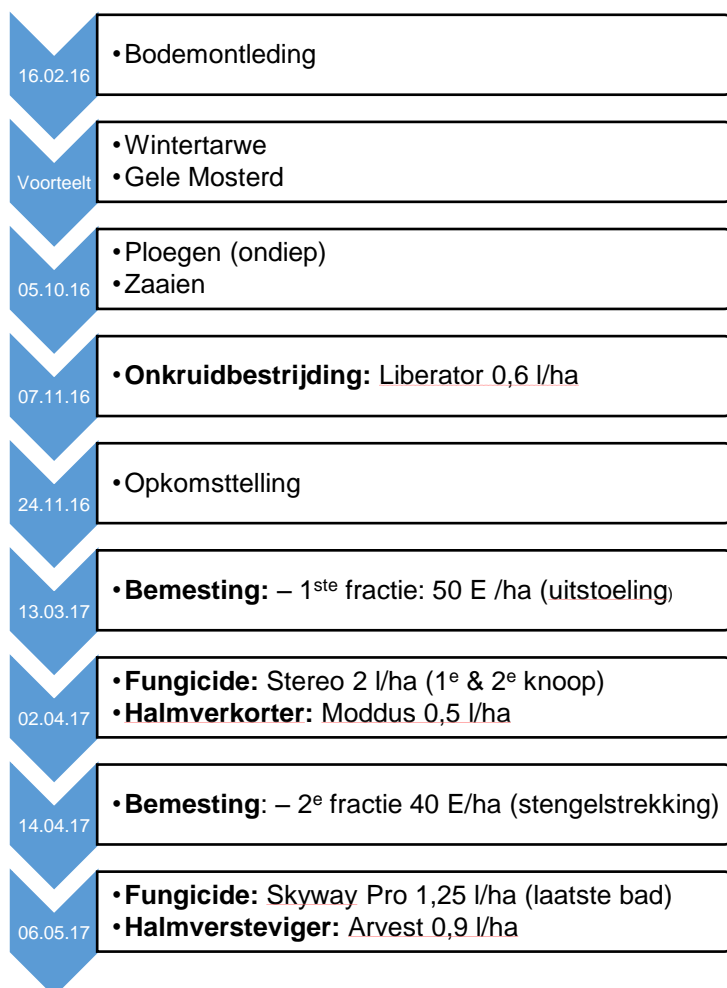 16.02.16
•Bodemontleding
Voorteelt
•Wintertarwe
•Gele Mosterd
05.10.16
•Ploegen (ondiep)
•Zaaien
07.11.16
•Onkruidbestrijding: Liberator 0,6 l/ha
24.11.16
•Opkomsttelling
13.03.17
•Bemesting: – 1ste fractie: 50 E /ha (uitstoeling)
02.04.17
•Fungicide: Stereo 2 l/ha (1e & 2e knoop)
•Halmverkorter: Moddus 0,5 l/ha
14.04.17
•Bemesting: – 2e fractie 40 E/ha (stengelstrekking)
06.05.17
•Fungicide: Skyway Pro 1,25 l/ha (laatste bad)
•Halmversteviger: Arvest 0,9 l/ha